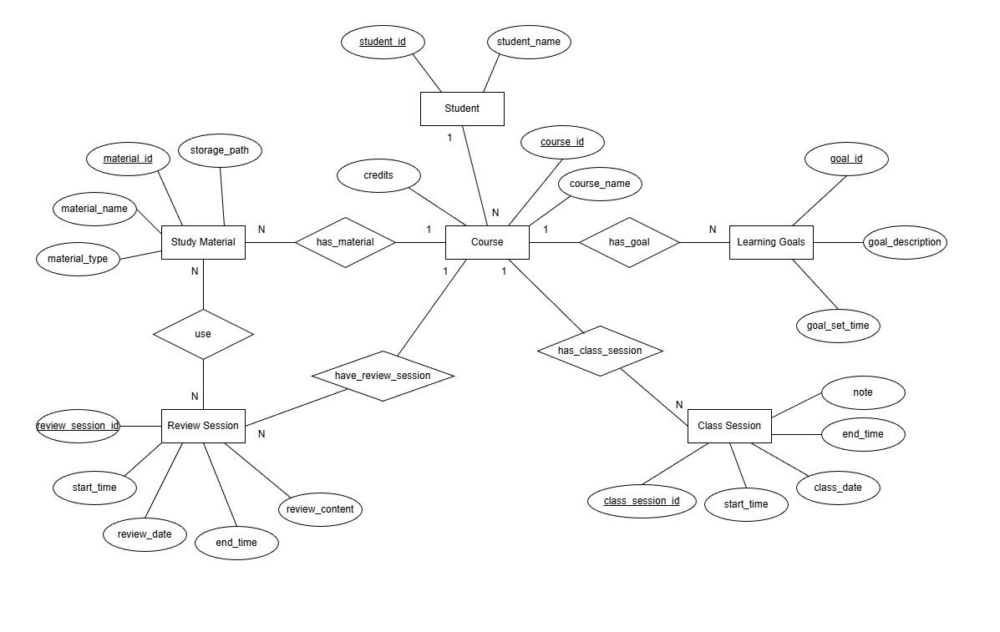 student_id
student_name
Student
1
course_id
storage_path
material_id
credits
course_name
goal_id
material_name
N
N
1
1
N
Study Material
has_material
Course
has_goal
Learning Goals
goal_description
material_type
N
1
1
goal_set_time
use
has_class_session
have_review_session
note
N
N
review_session_id
Review Session
N
Class Session
end_time
start_time
class_date
review_content
class_session_id
start_time
review_date
end_time